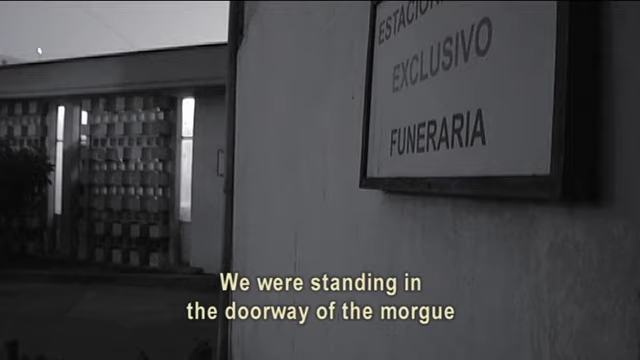 EXCLUSIVO
FUNERARIA
We were standing in
the doorway of the morgue